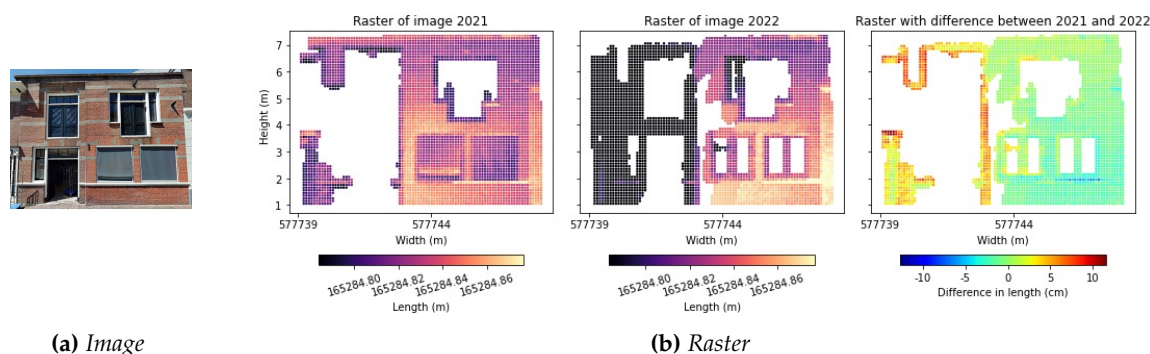 Raster of image 2021
Raster of image 2022
Raster with difference between 2021 and 2022
Height (m)
7
6
5
4
3
2
1
577739
577744
Width (m)
577739
577744
Width (m)
577739
577744
Width (m)
165284.80
165284.82
165284.84
165284.86
Length (m)
165284.80
165284.82
165284.84
165284.86
Length (m)
-10
-5
0
5
10
Difference in length (cm)
(a) Image
(b) Raster